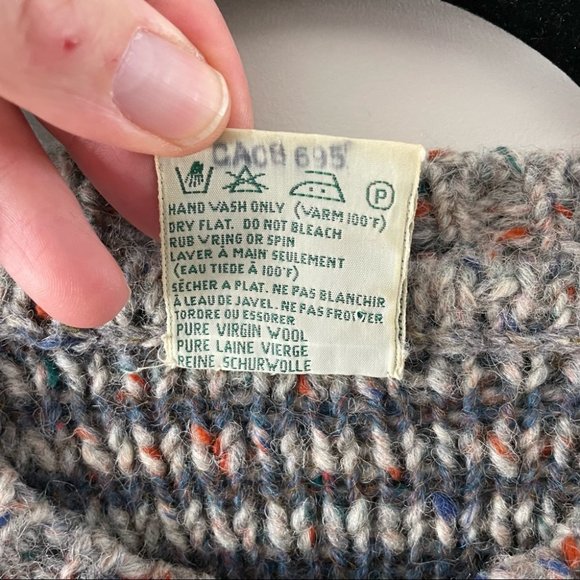 CAOB 695
P
HAND WASH ONLY (WARM 100°F)
DRY FLAT. DO NOT BLEACH
RUB WRING OR SPIN
LAVER À MAIN SEULEMENT
(EAU TIEDE À 100°F)
SÉCHER A PLAT. NE PAS BLANCHIR
À LEAU DE JAVEL. NE PAS FROTTER
TORDRE OU ESSORER
PURE VIRGIN WOOL
PURE LAINE VIERGE
REINE SCHURWOLLE